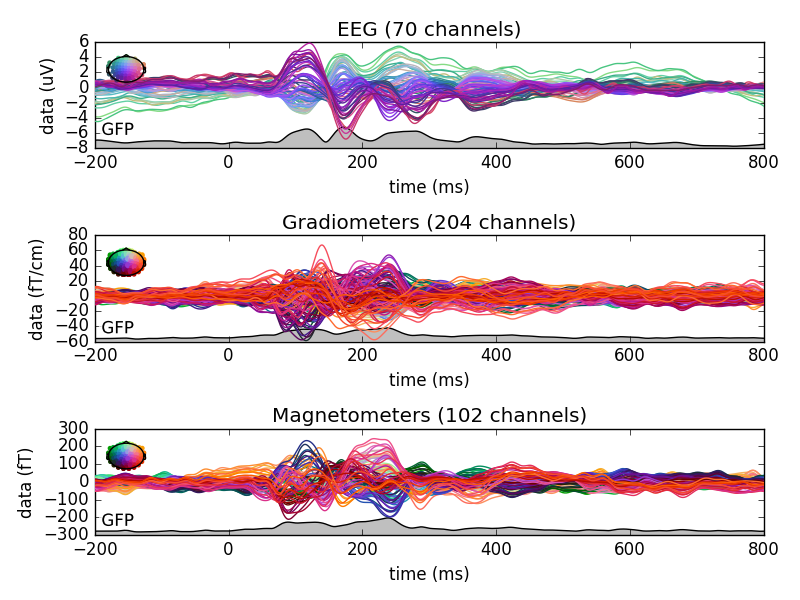 EEG (70 channels)
6
4
2
0
−2
−4
−6
−8
data (uV)
GFP
−200 0 200 400 600 800
time (ms)
Gradiometers (204 channels)
80
60
40
20
0
−20
−40
−60
data (fT/cm)
GFP
−200 0 200 400 600 800
time (ms)
Magnetometers (102 channels)
300
200
100
0
−100
−200
−300
data (fT)
GFP
−200 0 200 400 600 800
time (ms)